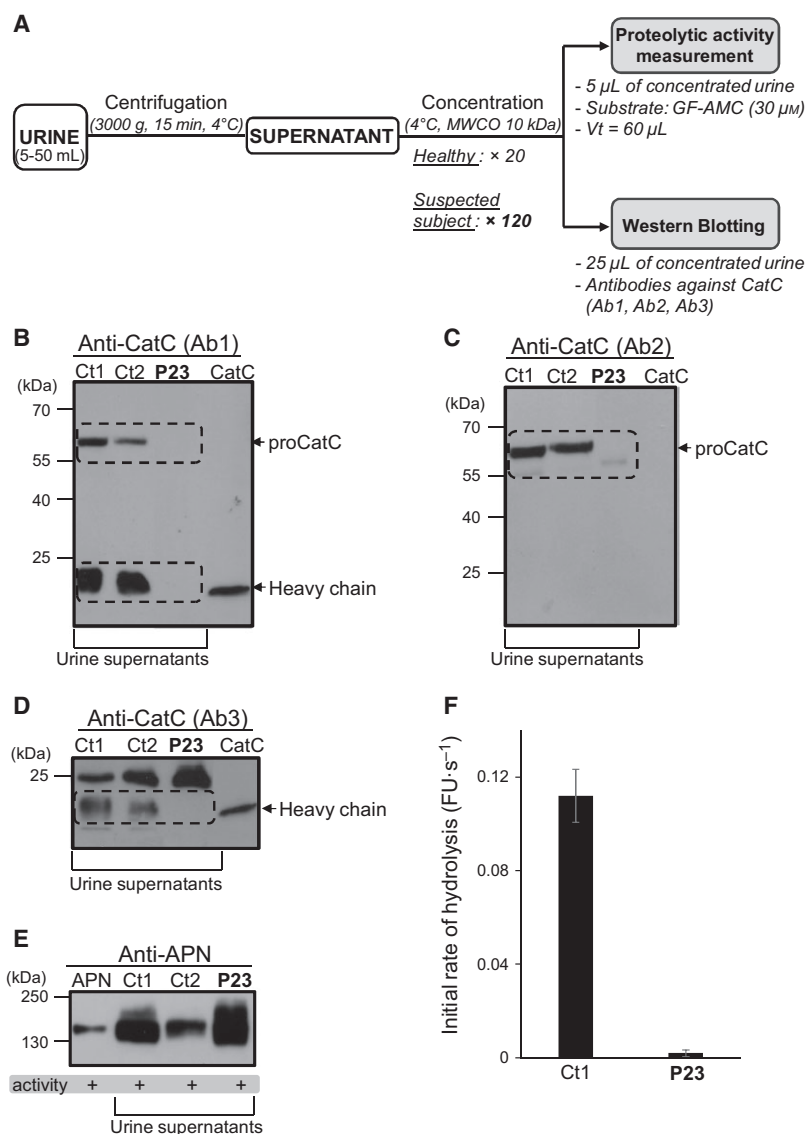 A
URINE
(5-50 mL)
Centrifugation
(3000 g, 15 min, 4°C)
SUPERNATANT
Concentration
(4°C, MWCO 10 kDa)
Healthy : × 20
Suspected
subject : × 120
Proteolytic activity
measurement
- 5 µL of concentrated urine
- Substrate: GF-AMC (30 µM)
- Vt = 60 µL
Western Blotting
- 25 µL of concentrated urine
- Antibodies against CatC
(Ab1, Ab2, Ab3)
B
Anti-CatC (Ab1)
(kDa) Ct1 Ct2 P23 CatC
70
55
40
25
proCatC
Heavy chain
Urine supernatants
C
Anti-CatC (Ab2)
(kDa) Ct1 Ct2 P23 CatC
70
55
40
25
proCatC
Urine supernatants
D
Anti-CatC (Ab3)
(kDa) Ct1 Ct2 P23 CatC
25
Heavy chain
Urine supernatants
E
Anti-APN
(kDa) APN Ct1 Ct2 P23
250
130
activity + + + +
Urine supernatants
F
Initial rate of hydrolysis (FU·s⁻¹)
0.12
0.08
0.04
0
Ct1 P23